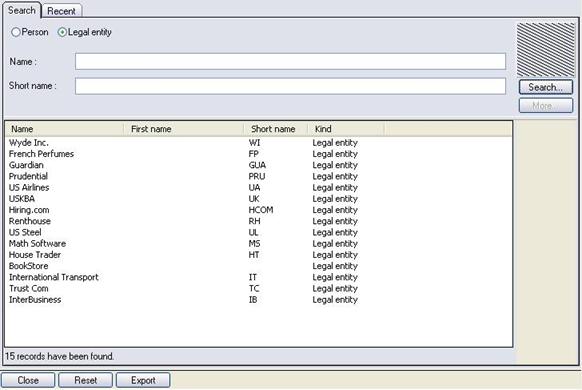 Search Recent
Person Legal entity
Name :
Short name :
Search...
More...
Name First name Short name Kind
Wyde Inc. WI Legal entity
French Perfumes FP Legal entity
Guardian GUA Legal entity
Prudential PRU Legal entity
US Airlines UA Legal entity
USKBA UK Legal entity
Hiring.com HCOM Legal entity
Renthouse RH Legal entity
US Steel UL Legal entity
Math Software MS Legal entity
House Trader HT Legal entity
BookStore Legal entity
International Transport IT Legal entity
Trust Com TC Legal entity
InterBusiness IB Legal entity
15 records have been found.
Close Reset Export